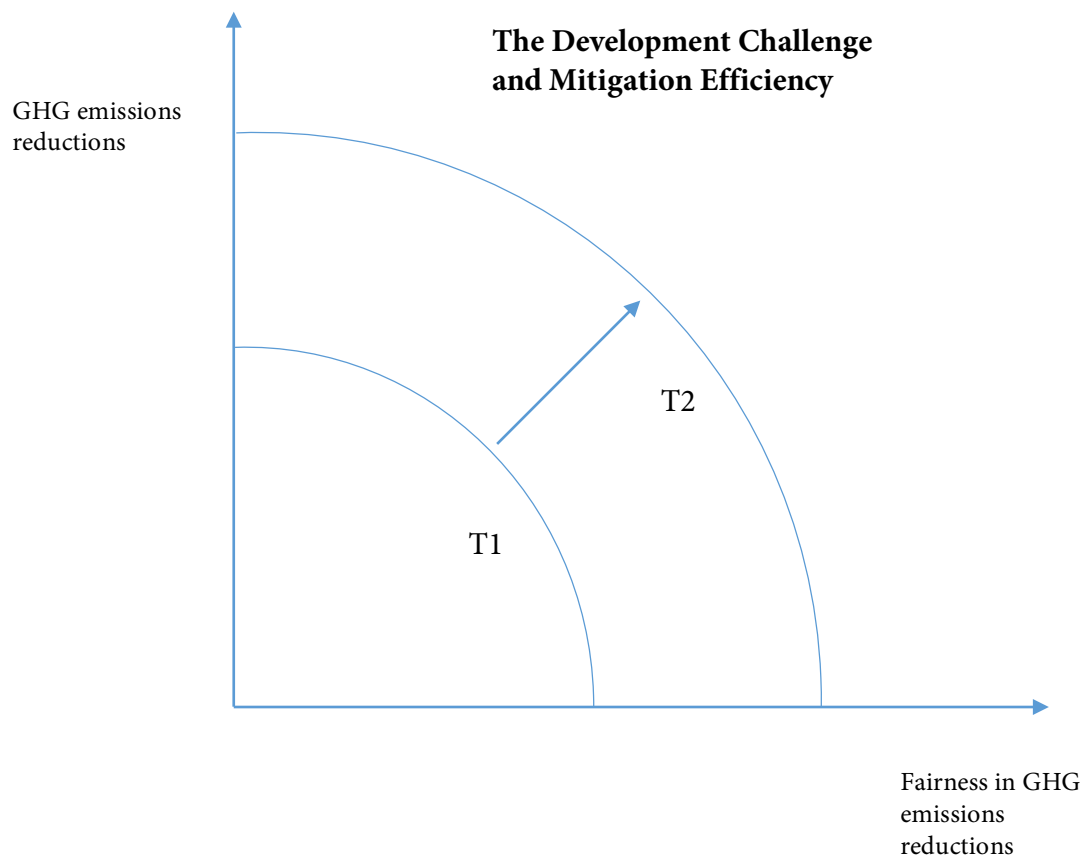 The Development Challenge
and Mitigation Efficiency
GHG emissions
reductions
T2
T1
Fairness in GHG
emissions
reductions